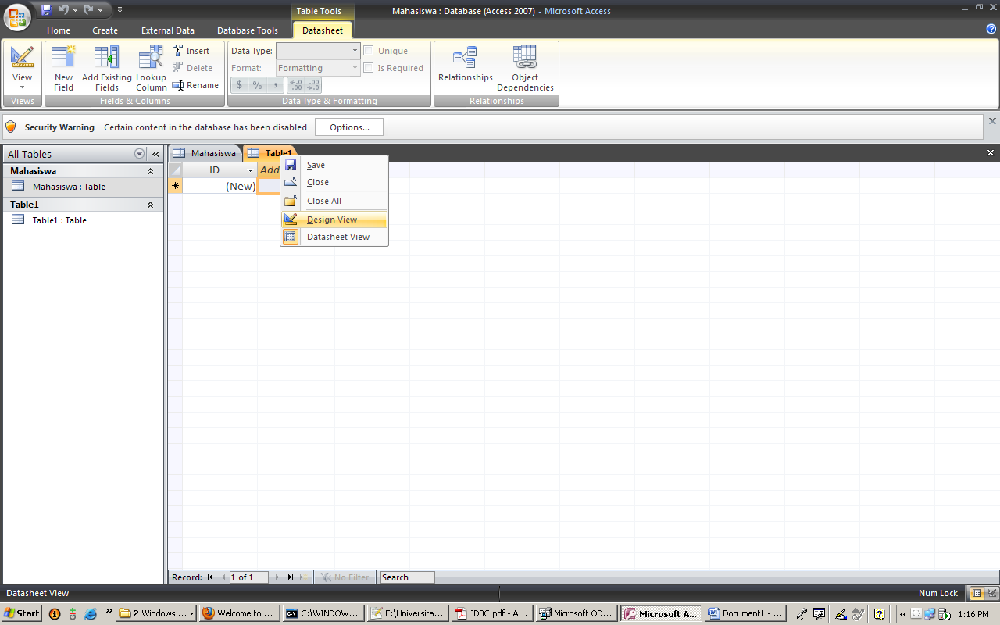 Table Tools
Mahasiswa : Database (Access 2007) - Microsoft Access
Home Create External Data Database Tools Datasheet
View
Views
New Field
Add Existing Fields
Lookup Column
Insert
Delete
Rename
Fields & Columns
Data Type:
Format: Formatting
Unique
Is Required
$ % , .00 .00
Data Type & Formatting
Relationships
Object Dependencies
Relationships
Security Warning Certain content in the database has been disabled Options...
All Tables «
Mahasiswa
Mahasiswa : Table
Table1
Table1 : Table
Mahasiswa Table1
ID Add
(New)
Save
Close
Close All
Design View
Datasheet View
Record: 1 of 1 No Filter Search
Datasheet View Num Lock
Start 2 Windows ... Welcome to ... C:\WINDOW... F:\Universita... JDBC.pdf - A... Microsoft OD... Microsoft A... Document1 - ... « 1:16 PM